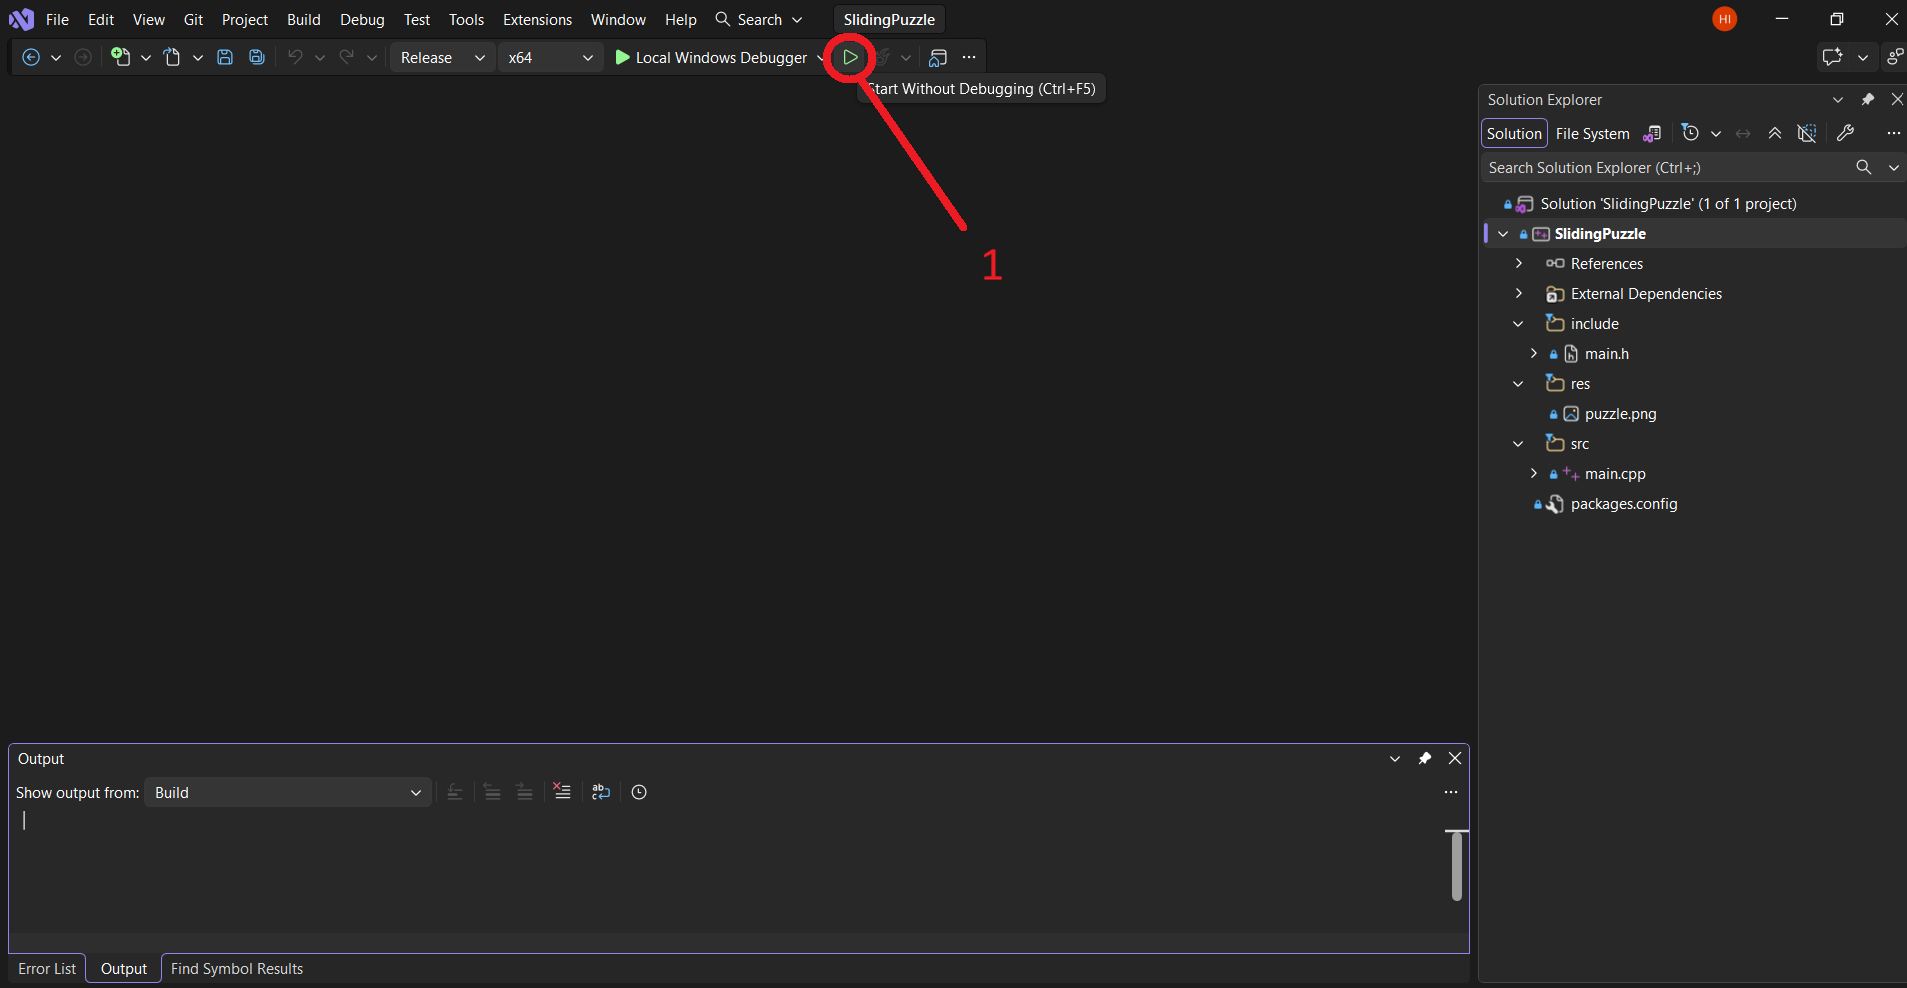 File Edit View Git Project Build Debug Test Tools Extensions Window Help Search SlidingPuzzle HI
Release x64 Local Windows Debugger
Start Without Debugging (Ctrl+F5)
1
Solution Explorer
Solution File System
Search Solution Explorer (Ctrl+;)
Solution 'SlidingPuzzle' (1 of 1 project)
SlidingPuzzle
References
External Dependencies
include
main.h
res
puzzle.png
src
main.cpp
packages.config
Output
Show output from: Build
Error List Output Find Symbol Results